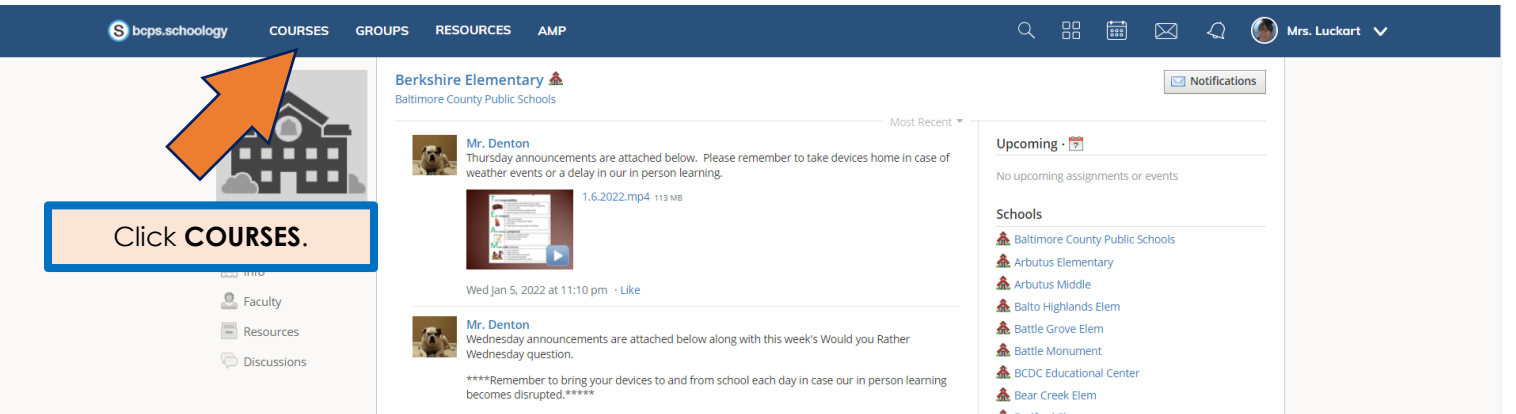 S bcps.schoology COURSES GROUPS RESOURCES AMP Mrs. Luckart
Berkshire Elementary
Baltimore County Public Schools
Notifications
Most Recent
Mr. Denton
Thursday announcements are attached below. Please remember to take devices home in case of
weather events or a delay in our in person learning.
1.6.2022.mp4 113 MB
Wed Jan 5, 2022 at 11:10 pm · Like
Mr. Denton
Wednesday announcements are attached below along with this week's Would you Rather
Wednesday question.
****Remember to bring your devices to and from school each day in case our in person learning
becomes disrupted.*****
Click COURSES.
Info
Faculty
Resources
Discussions
Upcoming · 7
No upcoming assignments or events
Schools
Baltimore County Public Schools
Arbutus Elementary
Arbutus Middle
Balto Highlands Elem
Battle Grove Elem
Battle Monument
BCDC Educational Center
Bear Creek Elem